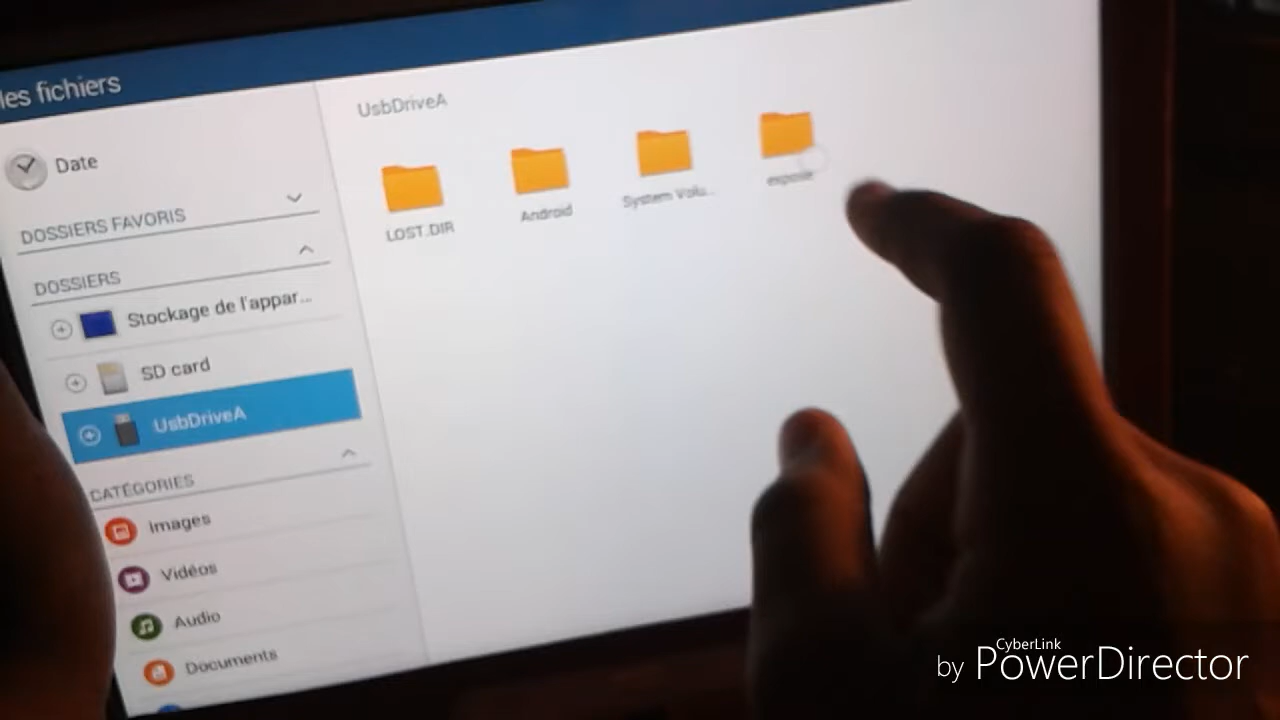 les fichiers
Date
DOSSIERS FAVORIS
DOSSIERS
Stockage de l'appar...
SD card
UsbDriveA
CATÉGORIES
Images
Vidéos
Audio
Documents
UsbDriveA
LOST.DIR
Android
System Volu...
CyberLink
by PowerDirector